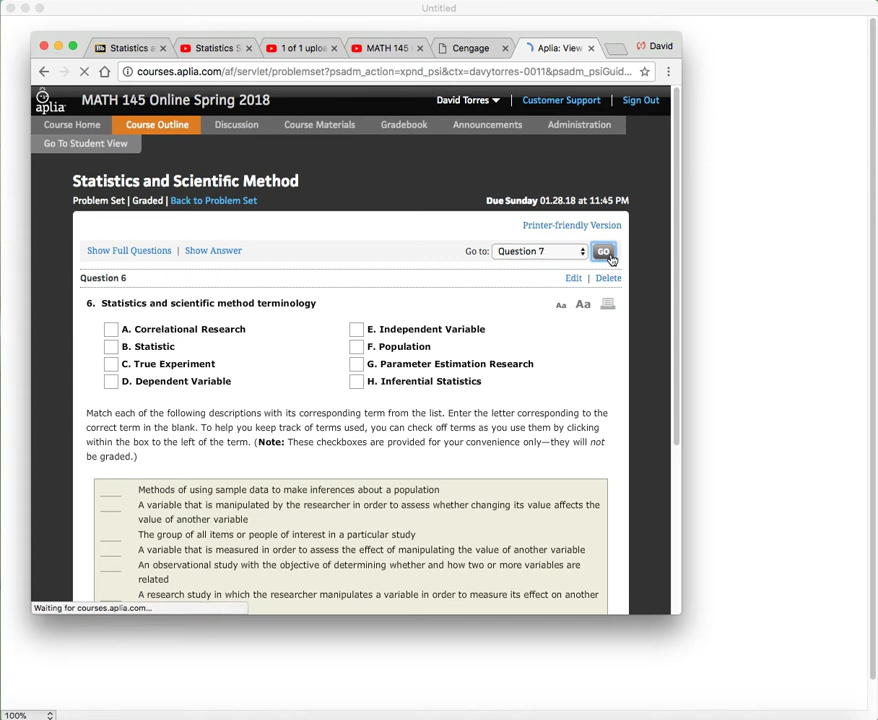 Untitled
Statistics a
Statistics S
1 of 1 uploa
MATH 145
Cengage
Aplia: View
David
courses.aplia.com/af/servlet/problemset?psadm_action=xpnd_psi&ctx=davytorres-0011&psadm_psiGuid...
aplia
MATH 145 Online Spring 2018
David Torres
Customer Support
Sign Out
Course Home
Course Outline
Discussion
Course Materials
Gradebook
Announcements
Administration
Go To Student View
Statistics and Scientific Method
Problem Set | Graded | Back to Problem Set
Due Sunday 01.28.18 at 11:45 PM
Printer-friendly Version
Show Full Questions | Show Answer
Go to: Question 7 GO
Question 6
Edit | Delete
6. Statistics and scientific method terminology
Aa Aa
A. Correlational Research
B. Statistic
C. True Experiment
D. Dependent Variable
E. Independent Variable
F. Population
G. Parameter Estimation Research
H. Inferential Statistics
Match each of the following descriptions with its corresponding term from the list. Enter the letter corresponding to the
correct term in the blank. To help you keep track of terms used, you can check off terms as you use them by clicking
within the box to the left of the term. (Note: These checkboxes are provided for your convenience only—they will not
be graded.)
Methods of using sample data to make inferences about a population
A variable that is manipulated by the researcher in order to assess whether changing its value affects the
value of another variable
The group of all items or people of interest in a particular study
A variable that is measured in order to assess the effect of manipulating the value of another variable
An observational study with the objective of determining whether and how two or more variables are
related
A research study in which the researcher manipulates a variable in order to measure its effect on another
Waiting for courses.aplia.com...
100%